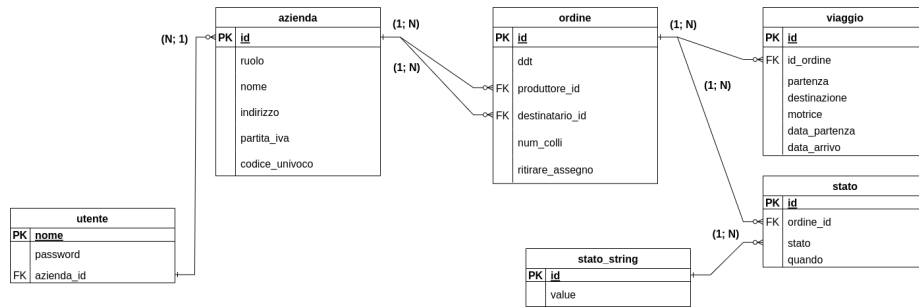 azienda
PK id
ruolo
nome
indirizzo
partita_iva
codice_univoco
(N; 1)
(1; N)
(1; N)
ordine
PK id
ddt
FK produttore_id
FK destinatario_id
num_colli
ritirare_assegno
(1; N)
(1; N)
viaggio
PK id
FK id_ordine
partenza
destinazione
motrice
data_partenza
data_arrivo
utente
PK nome
password
FK azienda_id
stato_string
PK id
value
(1; N)
stato
PK id
FK ordine_id
stato
quando